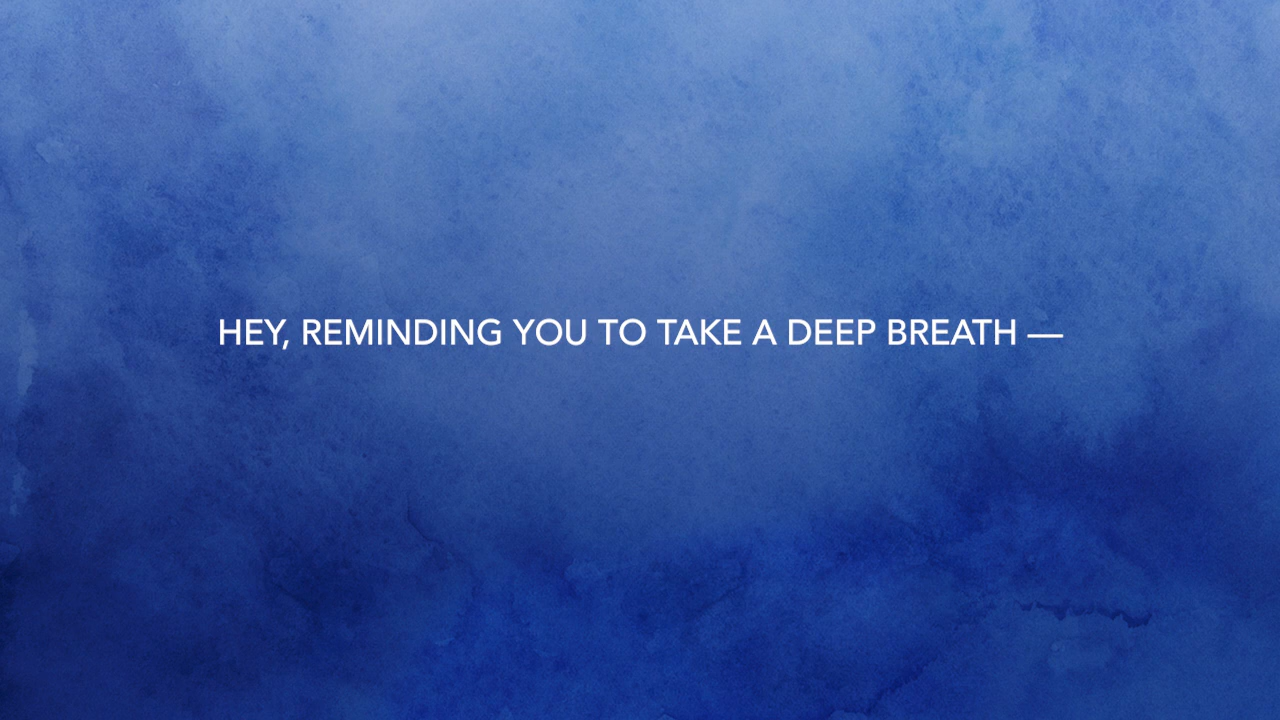 HEY, REMINDING YOU TO TAKE A DEEP BREATH —